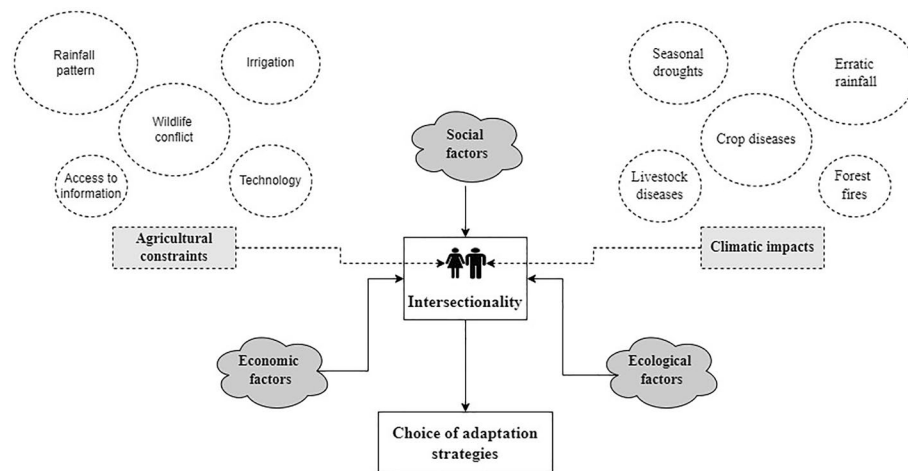 Rainfall
pattern
Irrigation
Wildlife
conflict
Access to
information
Technology
Agricultural
constraints
Social
factors
Seasonal
droughts
Erratic
rainfall
Crop diseases
Livestock
diseases
Forest
fires
Climatic impacts
Intersectionality
Economic
factors
Ecological
factors
Choice of adaptation
strategies